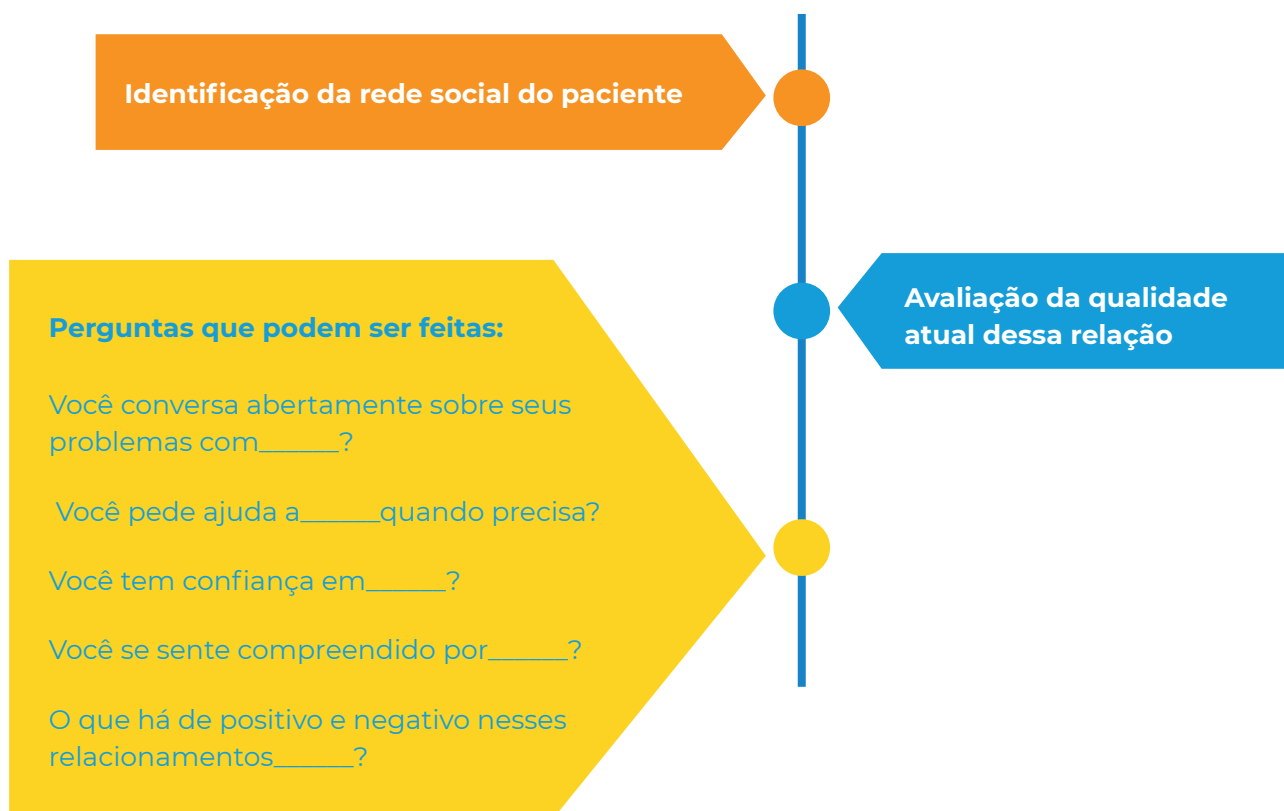 Identificação da rede social do paciente
Avaliação da qualidade
atual dessa relação
Perguntas que podem ser feitas:
Você conversa abertamente sobre seus
problemas com______?
Você pede ajuda a______quando precisa?
Você tem confiança em______?
Você se sente compreendido por______?
O que há de positivo e negativo nesses
relacionamentos______?